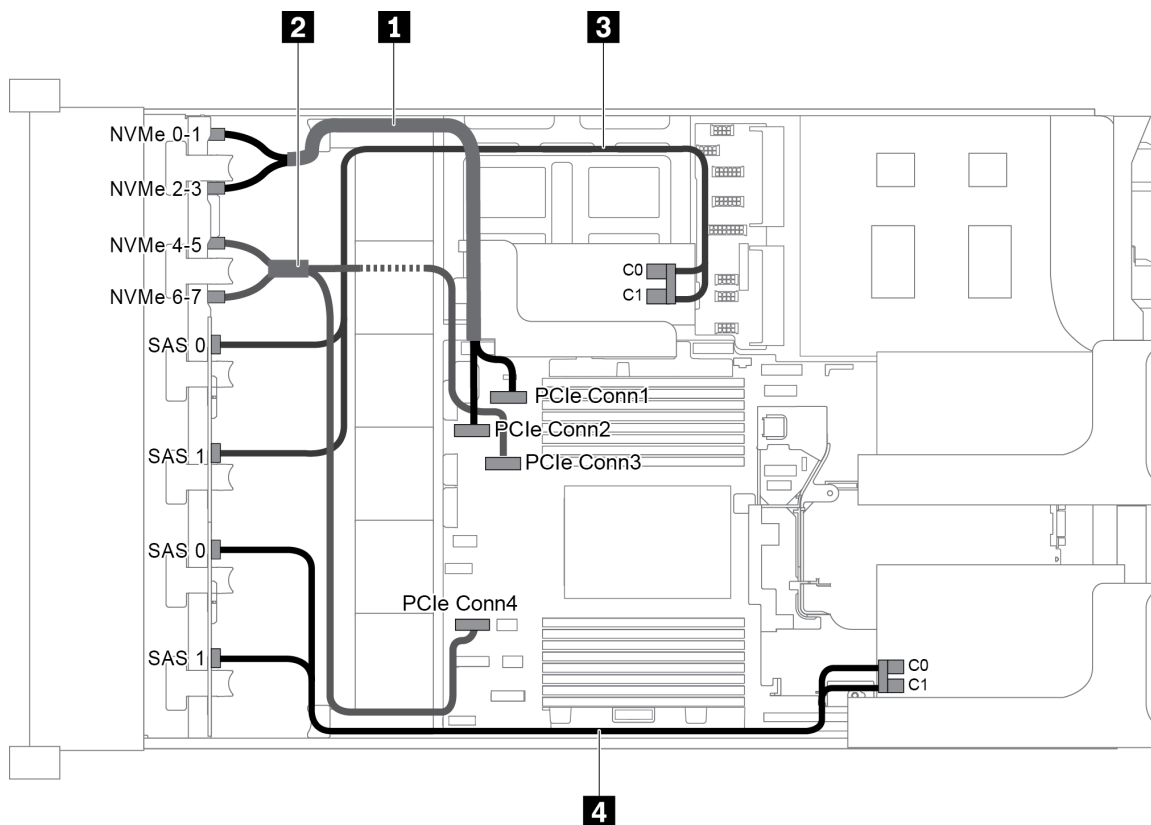 2
1
3
NVMe 0-1
NVMe 2-3
NVMe 4-5
NVMe 6-7
SAS 0
SAS 1
SAS 0
SAS 1
C0
C1
PCIe Conn1
PCIe Conn2
PCIe Conn3
PCIe Conn4
C0
C1
4